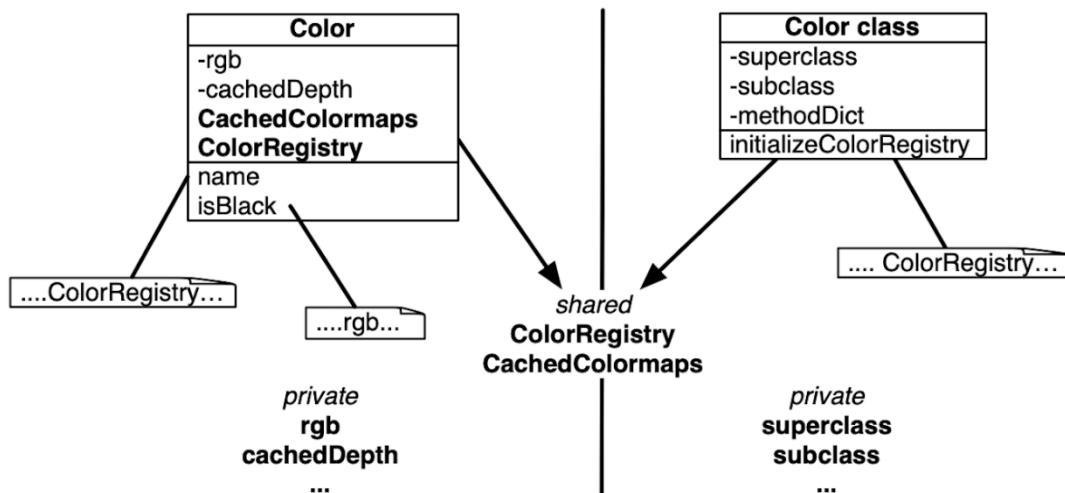 Color
-rgb
-cachedDepth
CachedColormaps
ColorRegistry
name
isBlack
....ColorRegistry...
....rgb...
private
rgb
cachedDepth
...
shared
ColorRegistry
CachedColormaps
Color class
-superclass
-subclass
-methodDict
initializeColorRegistry
.... ColorRegistry...
private
superclass
subclass
...